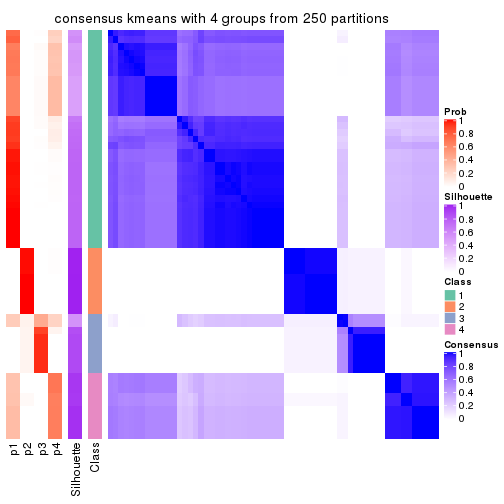 consensus kmeans with 4 groups from 250 partitions
Prob
1
0.8
0.6
0.4
0.2
0
Silhouette
1
0.8
0.6
0.4
0.2
0
Class
1
2
3
4
Consensus
1
0.8
0.6
0.4
0.2
0
p1
p2
p3
p4
Silhouette
Class